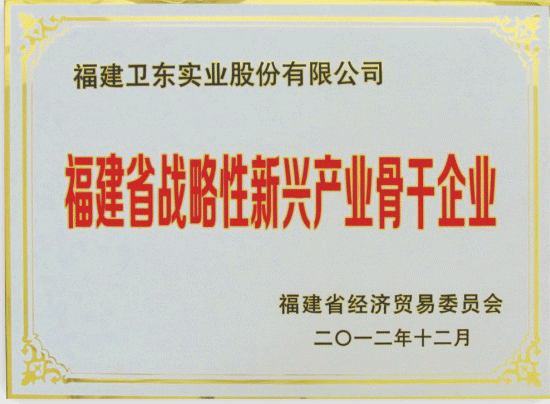 福建卫东实业股份有限公司
福建省战略性新兴产业骨干企业
福建省经济贸易委员会
二〇一二年十二月